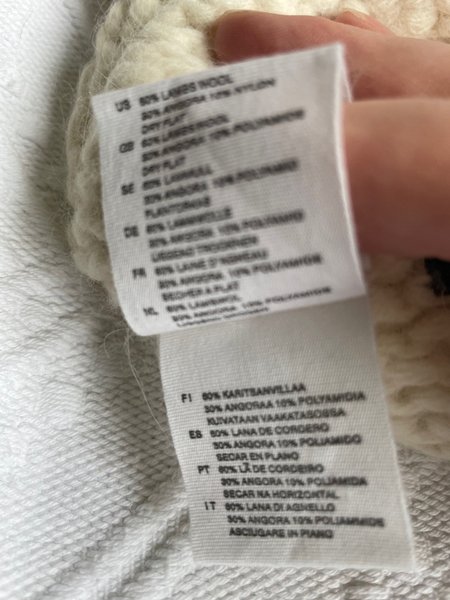 US 60% LAMBS WOOL
30% ANGORA 10% NYLON
DRY FLAT
GB 60% LAMBS WOOL
30% ANGORA 10% POLYAMIDE
DRY FLAT
SE 60% LAMMULL
30% ANGORA 10% POLYAMID
PLANTORKAS
DE 60% LAMMWOLLE
30% ANGORA 10% POLYAMID
LIEGEND TROCKNEN
FR 60% LAINE D'AGNEAU
30% ANGORA 10% POLYAMIDE
SECHER A PLAT
NL 60% LAMSWOL
30% ANGORA 10% POLYAMIDE
FI 60% KARITSANVILLAA
30% ANGORAA 10% POLYAMIDIA
KUIVATAAN VAAKATASOSSA
ES 60% LANA DE CORDERO
30% ANGORA 10% POLIAMIDO
SECAR EN PLANO
PT 60% LÃ DE CORDEIRO
30% ANGORA 10% POLIAMIDA
SECAR NA HORIZONTAL
IT 60% LANA DI AGNELLO
30% ANGORA 10% POLIAMMIDE
ASCIUGARE IN PIANO